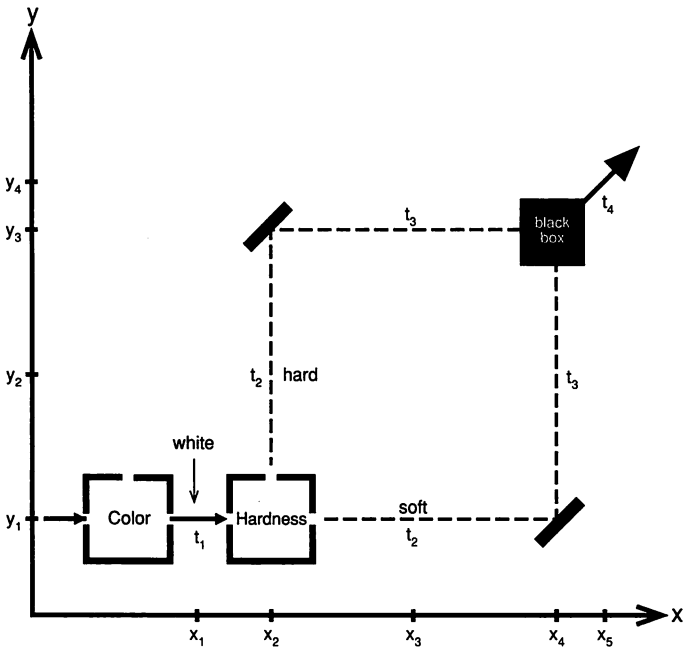 y
y4
t3
black
box
t4
y3
t2 hard
t3
y2
white
soft
y1
Color
Hardness
t1
t2
x
x1
x2
x3
x4
x5